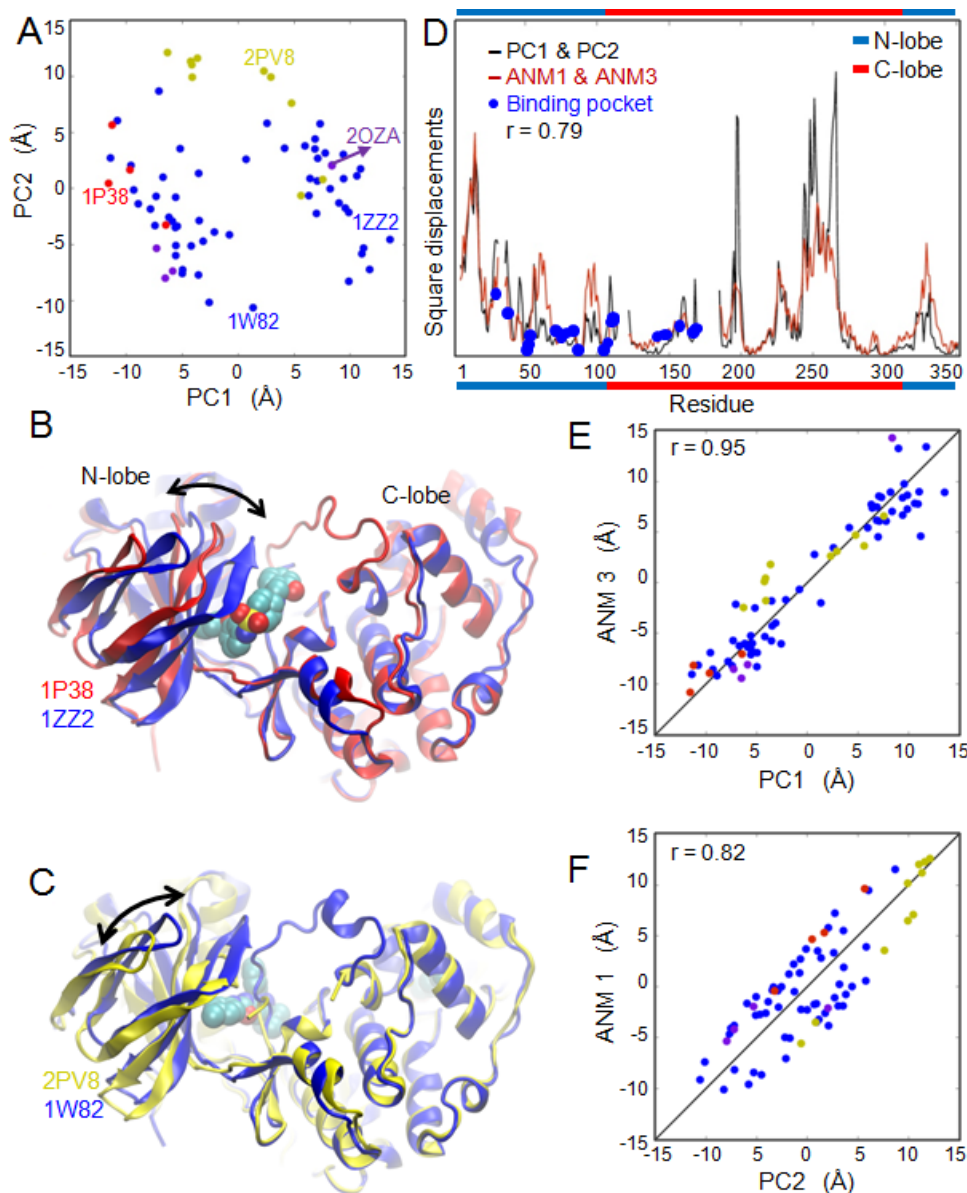 A
PC2 (Å)
15
10
5
0
-5
-10
-15
-15 -10 -5 0 5 10 15
PC1 (Å)
2PV8
2OZA
1P38
1ZZ2
1W82
D
Square displacements
PC1 & PC2
ANM1 & ANM3
Binding pocket
r = 0.79
N-lobe
C-lobe
1 50 100 150 200 250 300 350
Residue
B
N-lobe
C-lobe
1P38
1ZZ2
E
r = 0.95
ANM 3 (Å)
15
10
5
0
-5
-10
-15
-15 -10 -5 0 5 10 15
PC1 (Å)
C
2PV8
1W82
F
r = 0.82
ANM 1 (Å)
15
10
5
0
-5
-10
-15
-15 -10 -5 0 5 10 15
PC2 (Å)